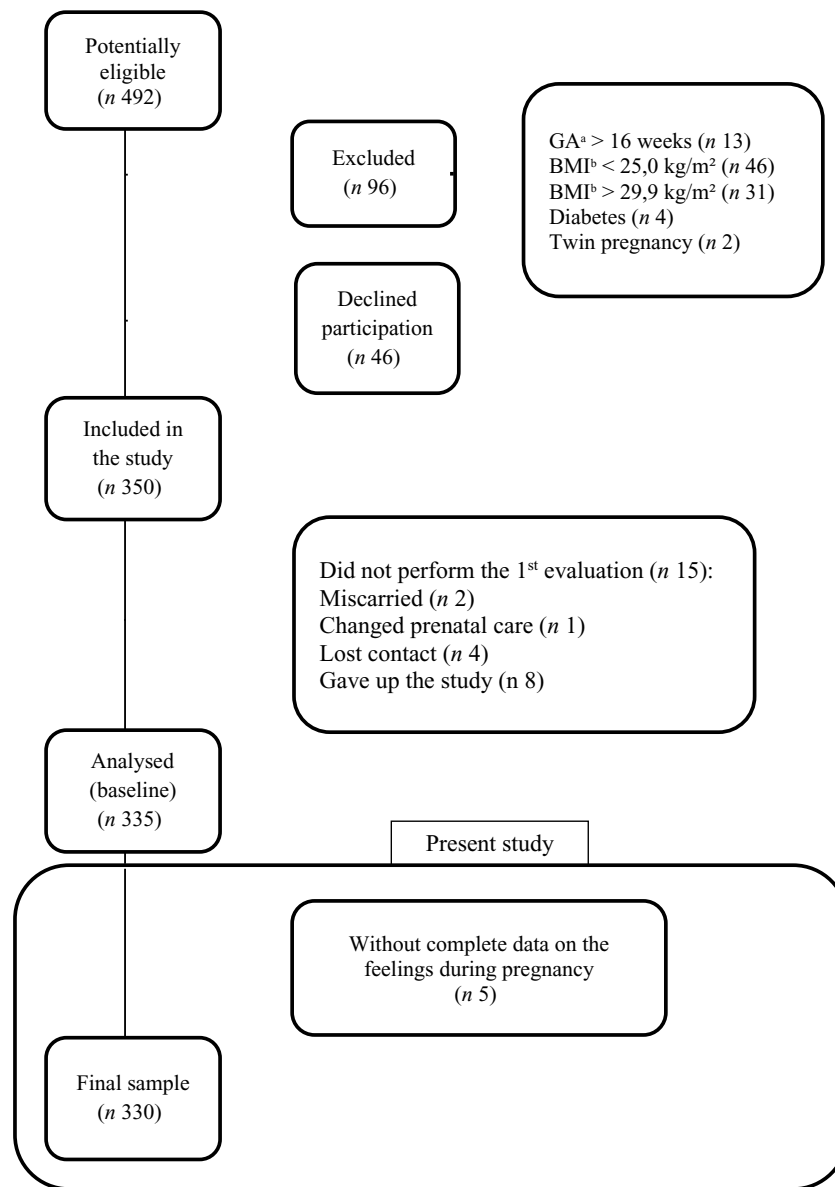 Potentially
eligible
(n 492)
Excluded
(n 96)
GAᵃ > 16 weeks (n 13)
BMIᵇ < 25,0 kg/m² (n 46)
BMIᵇ > 29,9 kg/m² (n 31)
Diabetes (n 4)
Twin pregnancy (n 2)
Declined
participation
(n 46)
Included in
the study
(n 350)
Did not perform the 1ˢᵗ evaluation (n 15):
Miscarried (n 2)
Changed prenatal care (n 1)
Lost contact (n 4)
Gave up the study (n 8)
Analysed
(baseline)
(n 335)
Present study
Without complete data on the
feelings during pregnancy
(n 5)
Final sample
(n 330)